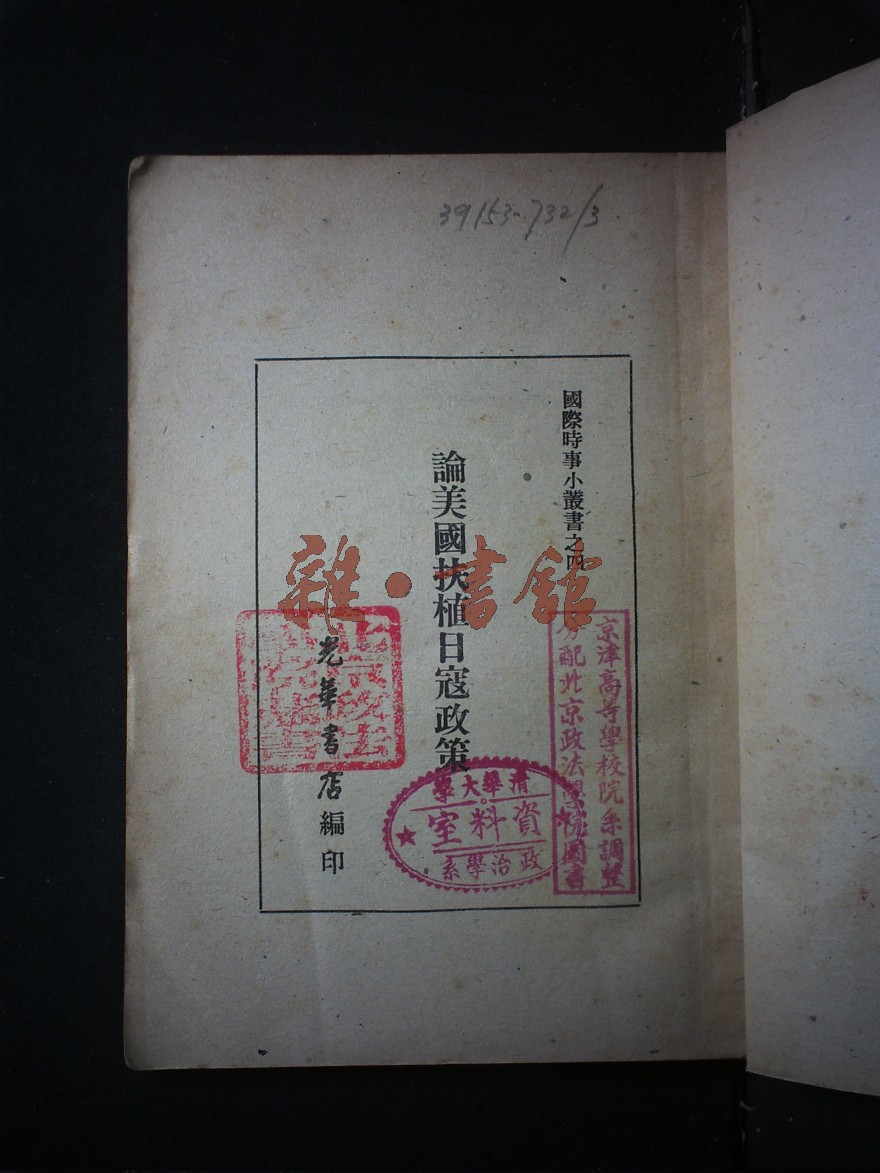 39153-732/3
國際時事小叢書之四
論美國扶植日寇政策
光華書店編印
雜·書館
京津高等學校院系調整
分配北京政法學院圖書
清華大學
資料室
政治學系